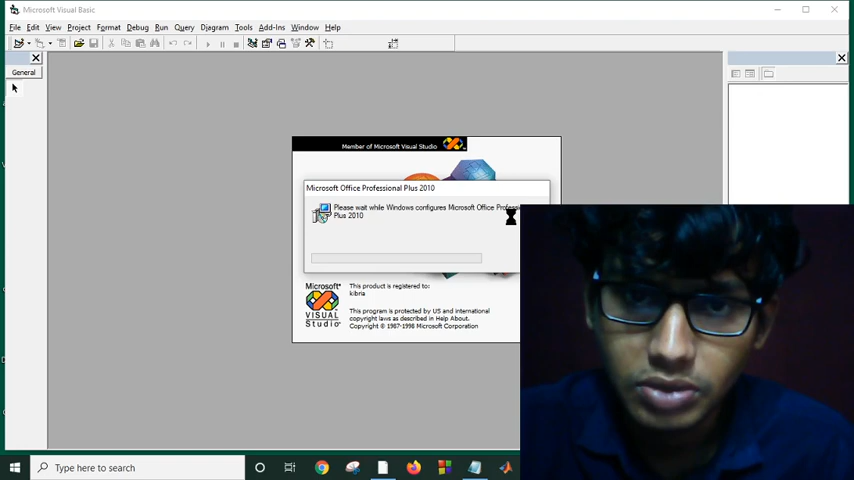 Microsoft Visual Basic
File Edit View Project Format Debug Run Query Diagram Tools Add-Ins Window Help
General
Member of Microsoft Visual Studio
Microsoft Office Professional Plus 2010
Please wait while Windows configures Microsoft Office
Plus 2010
Microsoft
VISUAL
Studio
This product is registered to:
kibria
This program is protected by US and international
copyright laws as described in Help About.
Copyright © 1987-1998 Microsoft Corporation
Type here to search